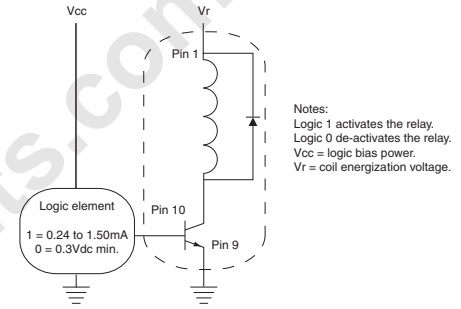 Vcc
Vr
Pin 1
Notes:
Logic 1 activates the relay.
Logic 0 de-activates the relay.
Vcc = logic bias power.
Vr = coil energization voltage.
Logic element
1 = 0.24 to 1.50mA
0 = 0.3Vdc min.
Pin 10
Pin 9
ts.com